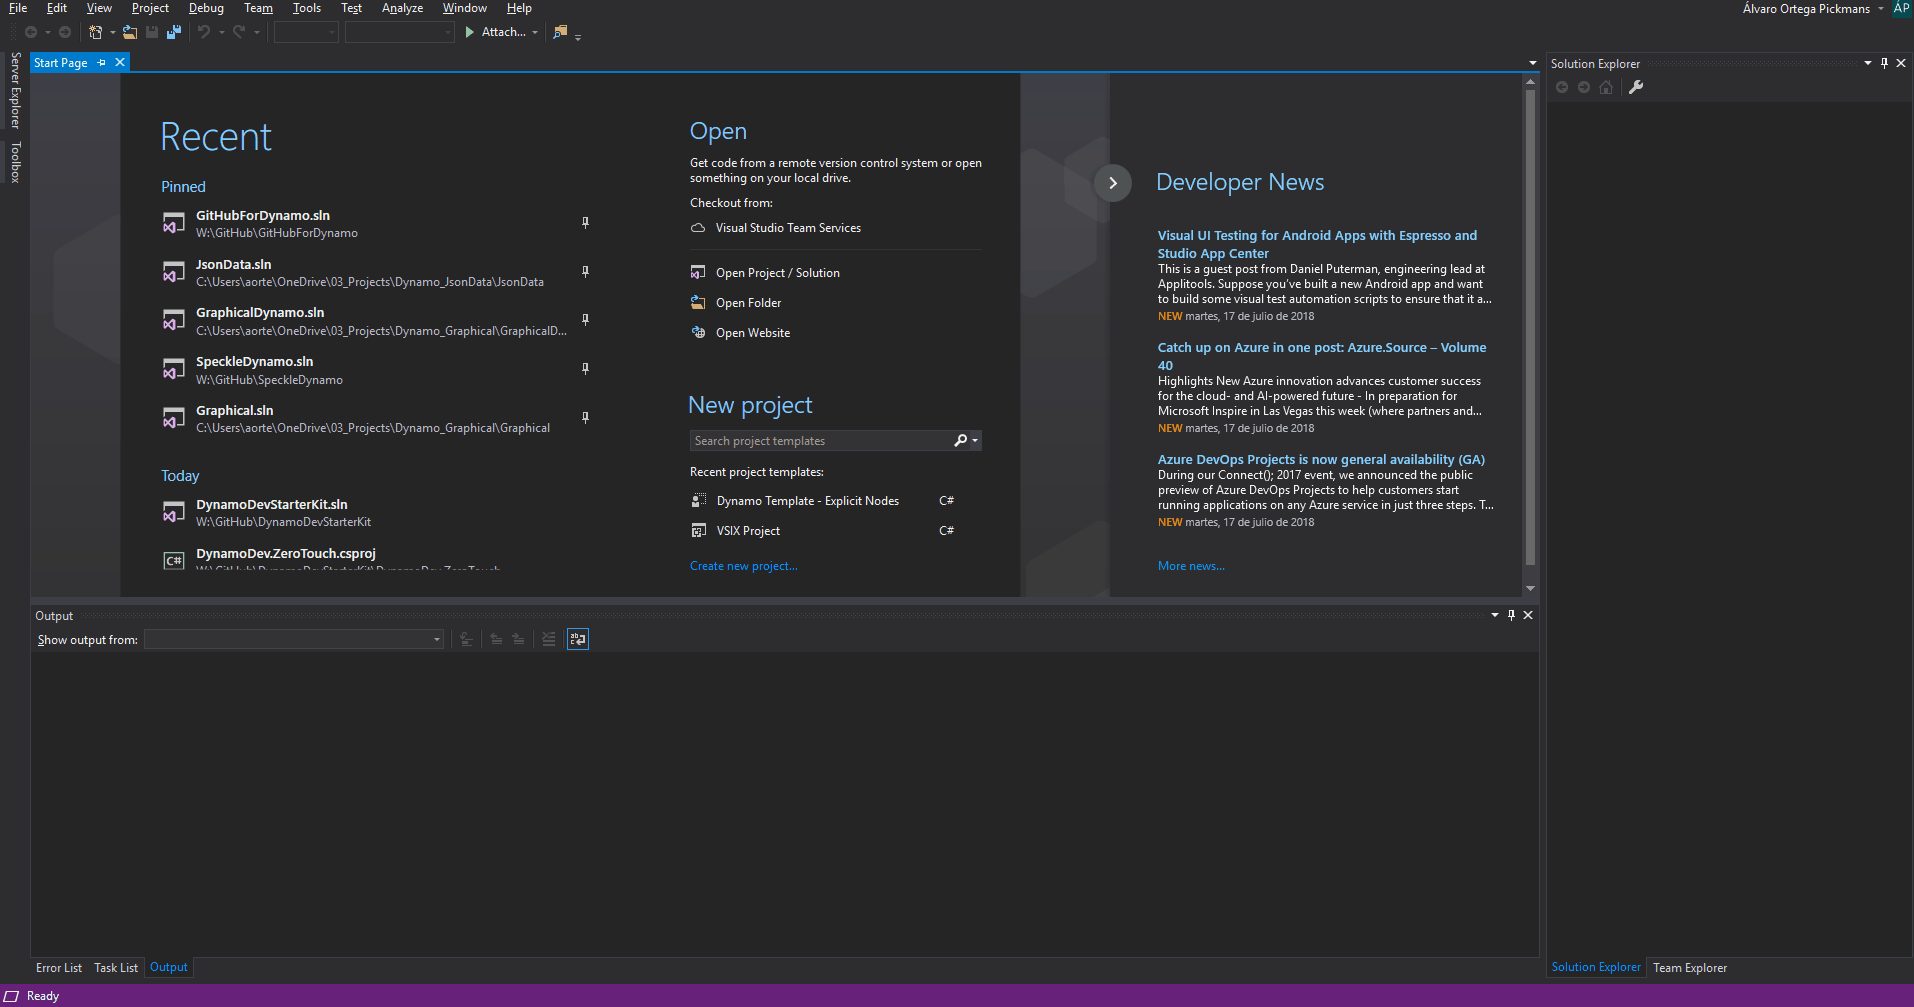 File Edit View Project Debug Team Tools Test Analyze Window Help
Álvaro Ortega Pickmans ÁP
Attach...
Server Explorer
Toolbox
Start Page
Recent
Pinned
GitHubForDynamo.sln
W:\GitHub\GitHubForDynamo
JsonData.sln
C:\Users\aorte\OneDrive\03_Projects\Dynamo_JsonData\JsonData
GraphicalDynamo.sln
C:\Users\aorte\OneDrive\03_Projects\Dynamo_Graphical\GraphicalD...
SpeckleDynamo.sln
W:\GitHub\SpeckleDynamo
Graphical.sln
C:\Users\aorte\OneDrive\03_Projects\Dynamo_Graphical\Graphical
Today
DynamoDevStarterKit.sln
W:\GitHub\DynamoDevStarterKit
C# DynamoDev.ZeroTouch.csproj
W:\GitHub\DynamoDevStarterKit\DynamoDev.ZeroTouch
Open
Get code from a remote version control system or open
something on your local drive.
Checkout from:
Visual Studio Team Services
Open Project / Solution
Open Folder
Open Website
New project
Search project templates
Recent project templates:
Dynamo Template - Explicit Nodes C#
VSIX Project C#
Create new project...
Developer News
Visual UI Testing for Android Apps with Espresso and
Studio App Center
This is a guest post from Daniel Puterman, engineering lead at
Applitools. Suppose you've built a new Android app and want
to build some visual test automation scripts to ensure that it a...
NEW martes, 17 de julio de 2018
Catch up on Azure in one post: Azure.Source – Volume
40
Highlights New Azure innovation advances customer success
for the cloud- and AI-powered future - In preparation for
Microsoft Inspire in Las Vegas this week (where partners and...
NEW martes, 17 de julio de 2018
Azure DevOps Projects is now general availability (GA)
During our Connect(); 2017 event, we announced the public
preview of Azure DevOps Projects to help customers start
running applications on any Azure service in just three steps. T...
NEW martes, 17 de julio de 2018
More news...
Solution Explorer
Output
Show output from:
Error List Task List Output
Solution Explorer Team Explorer
Ready